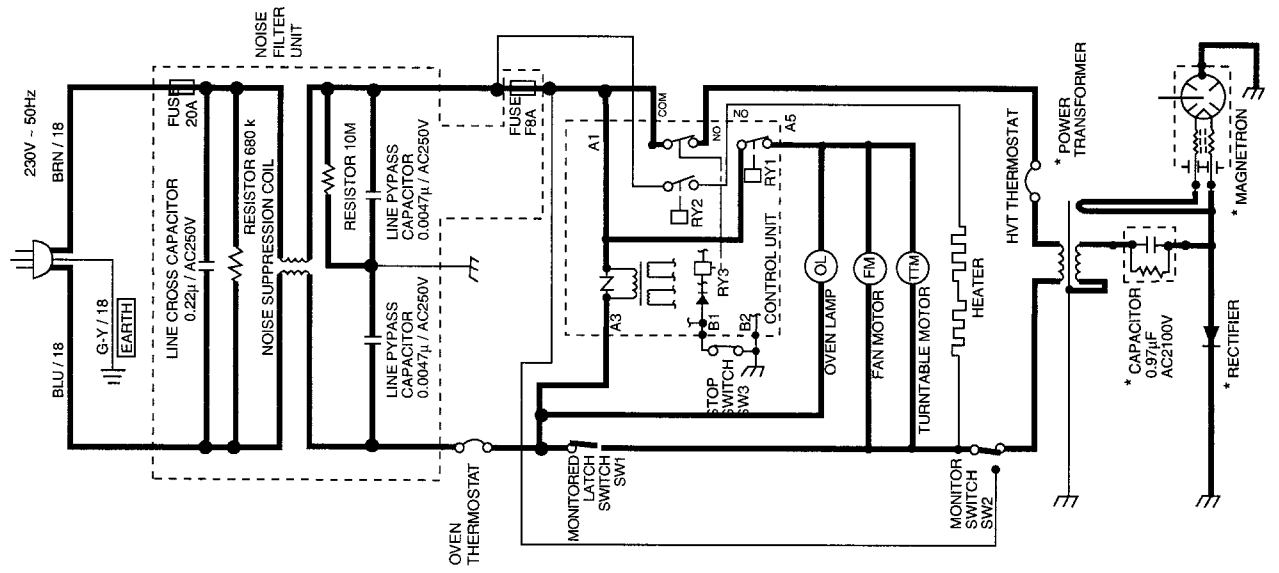 NOISE
FILTER
UNIT
230V ~ 50Hz
BRN / 18
BLU / 18
G-Y / 18
EARTH
LINE CROSS CAPACITOR
0.22µ / AC250V
RESISTOR 680 k
NOISE SUPPRESSION COIL
FUSE
20A
RESISTOR 10M
LINE PYPASS
CAPACITOR
0.0047µ / AC250V
LINE PYPASS
CAPACITOR
0.0047µ / AC250V
OVEN
THERMOSTAT
FUSE
F8A
MONITORED
LATCH
SWITCH
SW1
A1
A3
A5
COM
NO
NO
RY1
RY2
RY3
B1
B2
CONTROL UNIT
STOP
SWITCH
SW3
OL
OVEN LAMP
FM
FAN MOTOR
TTM
TURNTABLE MOTOR
HEATER
MONITOR
SWITCH
SW2
HVT THERMOSTAT
* POWER
TRANSFORMER
* CAPACITOR
0.97µF
AC2100V
* MAGNETRON
* RECTIFIER